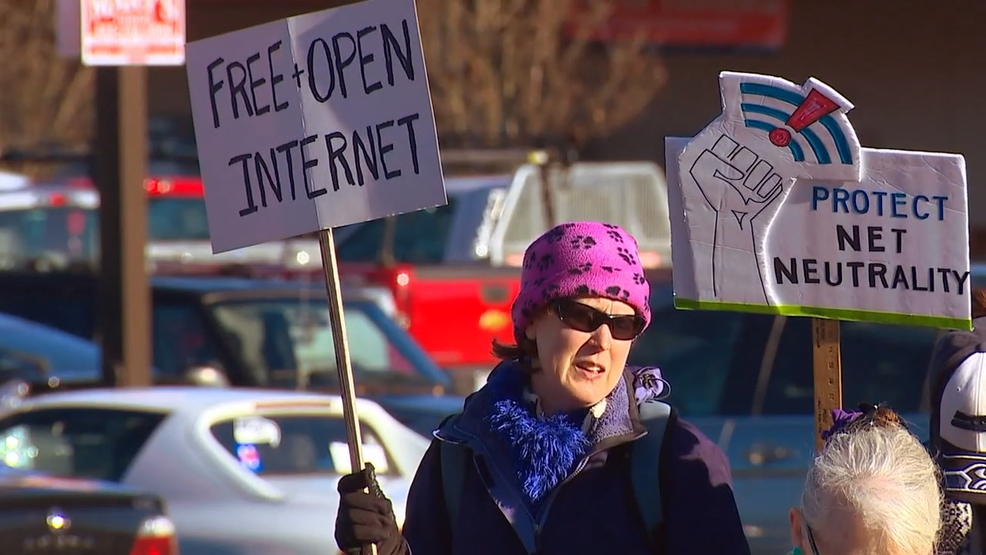 FREE + OPEN
INTERNET
PROTECT
NET
NEUTRALITY